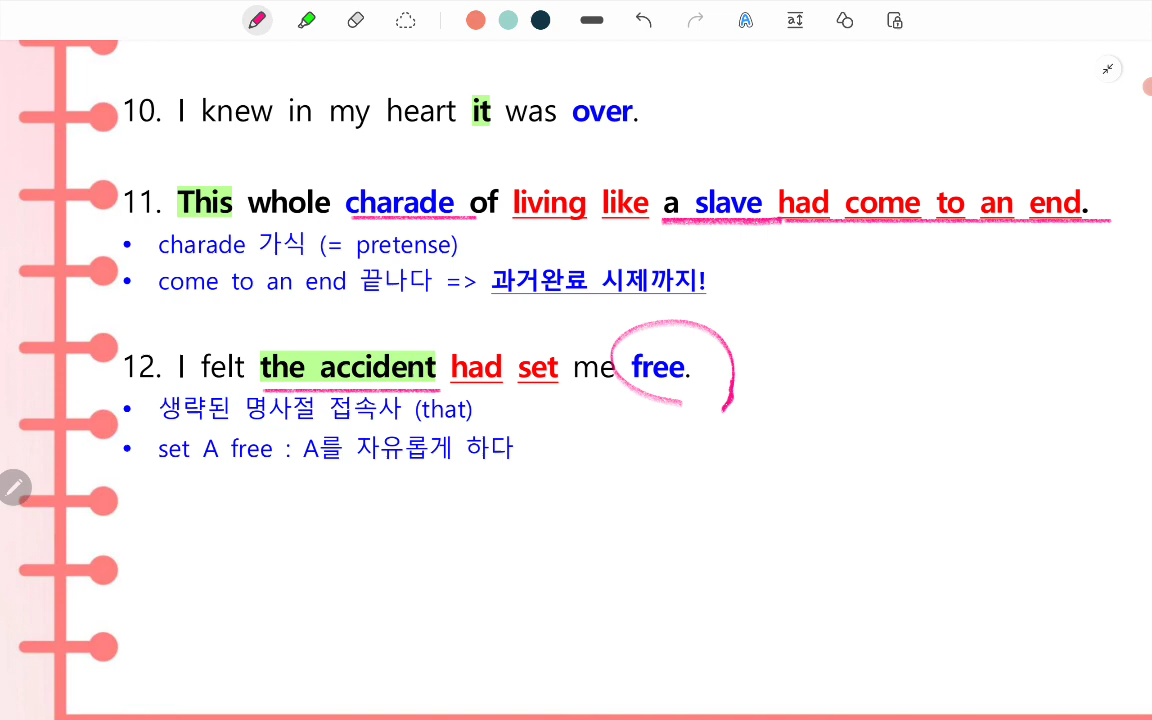 10. I knew in my heart it was over.
11. This whole charade of living like a slave had come to an end.
• charade 가식 (= pretense)
• come to an end 끝나다 => 과거완료 시제까지!
12. I felt the accident had set me free.
• 생략된 명사절 접속사 (that)
• set A free : A를 자유롭게 하다